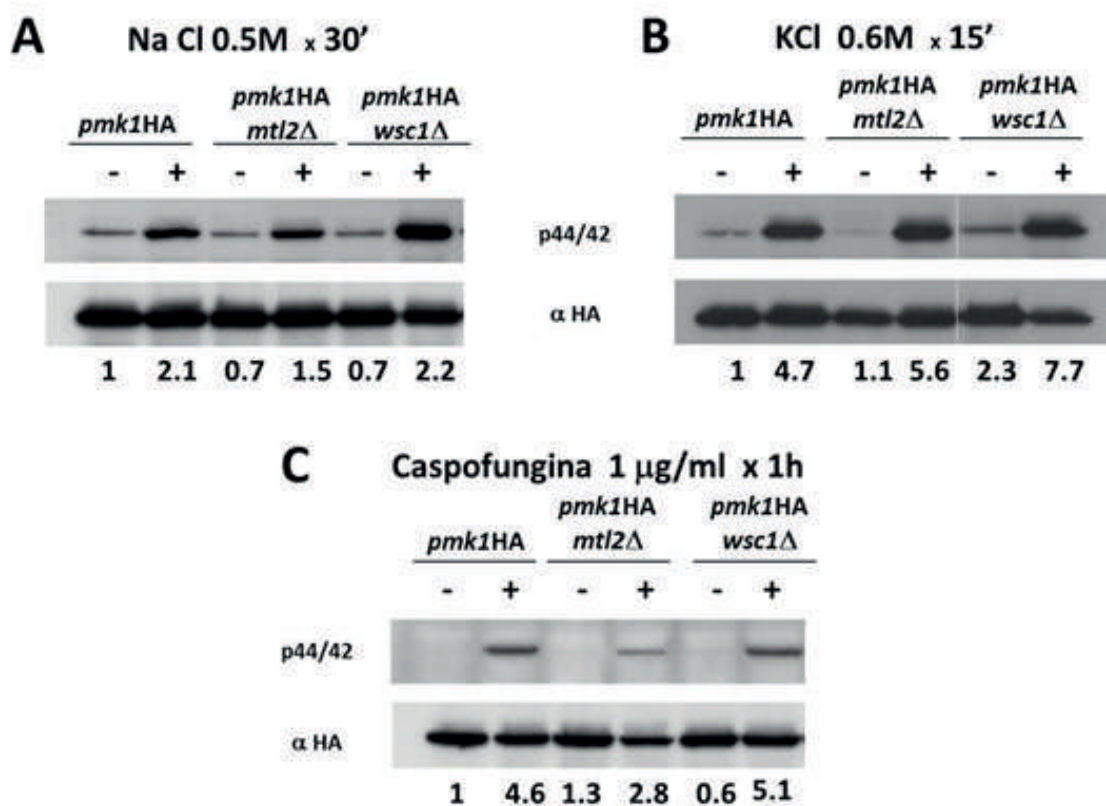 A Na Cl 0.5M x 30’
pmk1HA pmk1HA
pmk1HA mtl2Δ wsc1Δ
- + - + - +
1 2.1 0.7 1.5 0.7 2.2
p44/42
α HA
B KCl 0.6M x 15’
pmk1HA pmk1HA
pmk1HA mtl2Δ wsc1Δ
- + - + - +
1 4.7 1.1 5.6 2.3 7.7
C Caspofungina 1 μg/ml x 1h
pmk1HA pmk1HA
pmk1HA mtl2Δ wsc1Δ
- + - + - +
p44/42
α HA
1 4.6 1.3 2.8 0.6 5.1